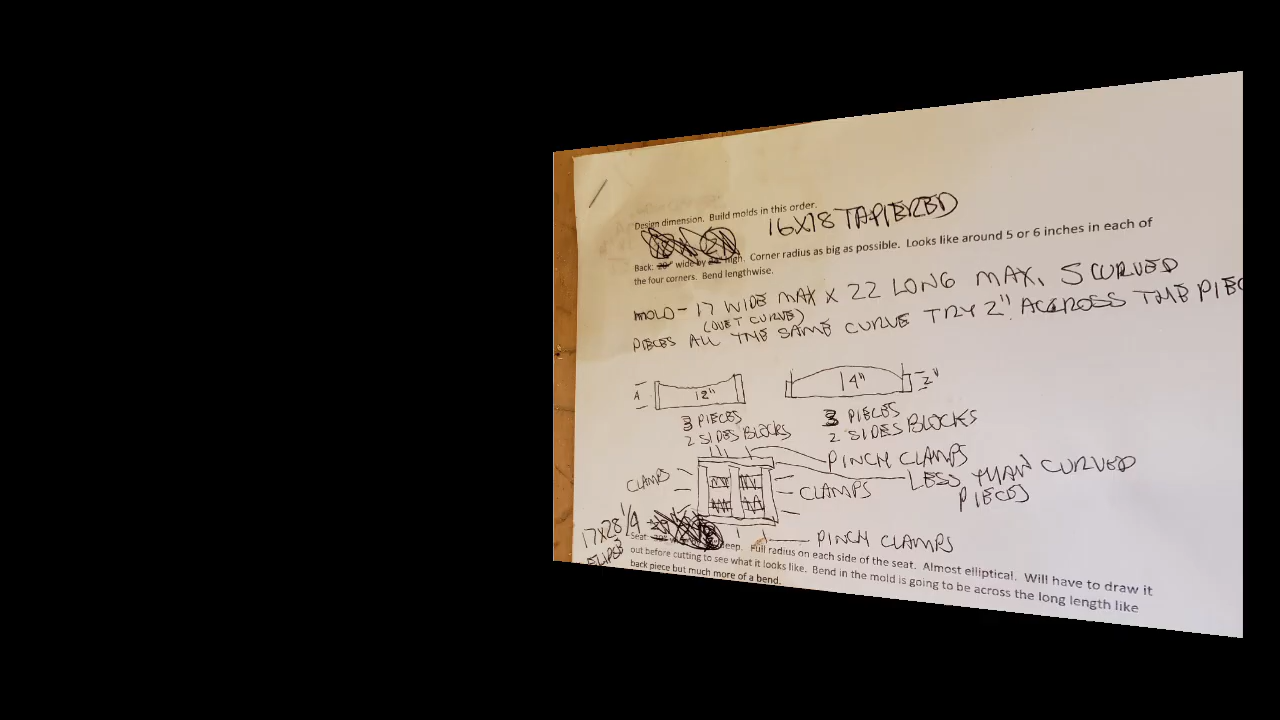 Design dimension. Build molds in this order.
16X18 TAPIERED
Back: 20" wide by high. Corner radius as big as possible. Looks like around 5 or 6 inches in each of
the four corners. Bend lengthwise.
MOLD - 17 WIDE MAX X 22 LONG MAX, 5 CURVED
PIECES ALL THE SAME CURVE TRY 2" ACCROSS THE PIEC
12" 14" 2"
3 PIECES 3 PIECES
2 SIDES BLOCKS 2 SIDES BLOCKS
PINCH CLAMPS
CLAMPS CLAMPS LESS THAN CURVED
PIECES
17X28 1/4
PINCH CLAMPS
Seat: deep. Full radius on each side of the seat. Almost elliptical. Will have to draw it
out before cutting to see what it looks like. Bend in the mold is going to be across the long length like
back piece but much more of a bend.